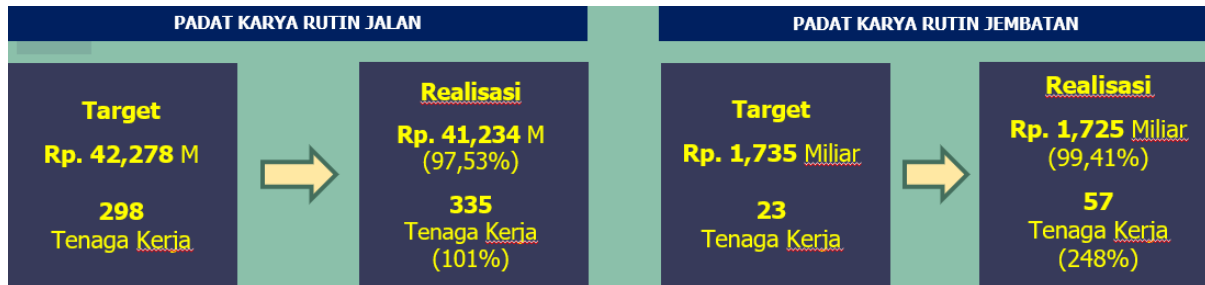 PADAT KARYA RUTIN JALAN
Target
Rp. 42,278 M
298
Tenaga Kerja
Realisasi
Rp. 41,234 M
(97,53%)
335
Tenaga Kerja
(101%)
PADAT KARYA RUTIN JEMBATAN
Target
Rp. 1,735 Miliar
23
Tenaga Kerja
Realisasi
Rp. 1,725 Miliar
(99,41%)
57
Tenaga Kerja
(248%)